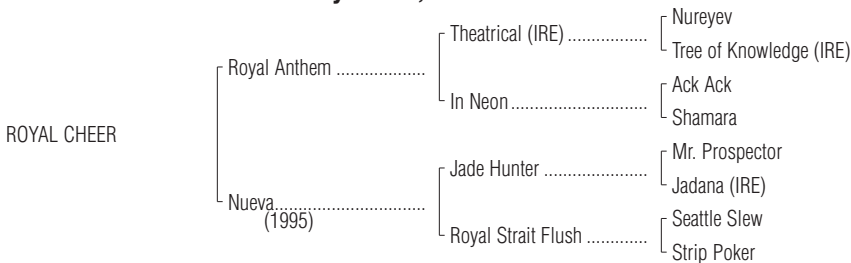 Theatrical (IRE) ..................
Nureyev
Tree of Knowledge (IRE)
Royal Anthem ....................
In Neon...............................
Ack Ack
Shamara
ROYAL CHEER
Jade Hunter .......................
Mr. Prospector
Jadana (IRE)
Nueva.................................
(1995)
Royal Strait Flush ..............
Seattle Slew
Strip Poker